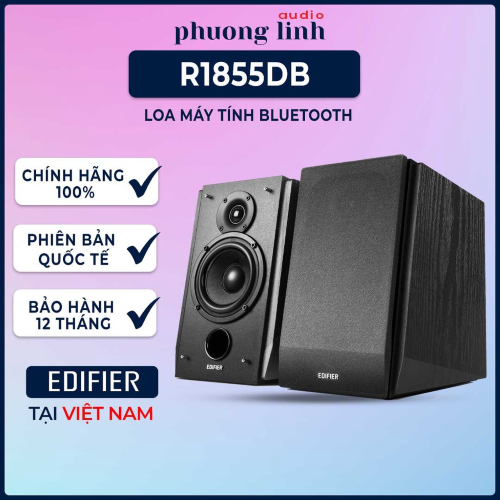 audio
phuong linh
R1855DB
LOA MÁY TÍNH BLUETOOTH
CHÍNH HÃNG
100%
PHIÊN BẢN
QUỐC TẾ
BẢO HÀNH
12 THÁNG
EDIFIER
TẠI VIỆT NAM
EDIFIER
EDIFIER